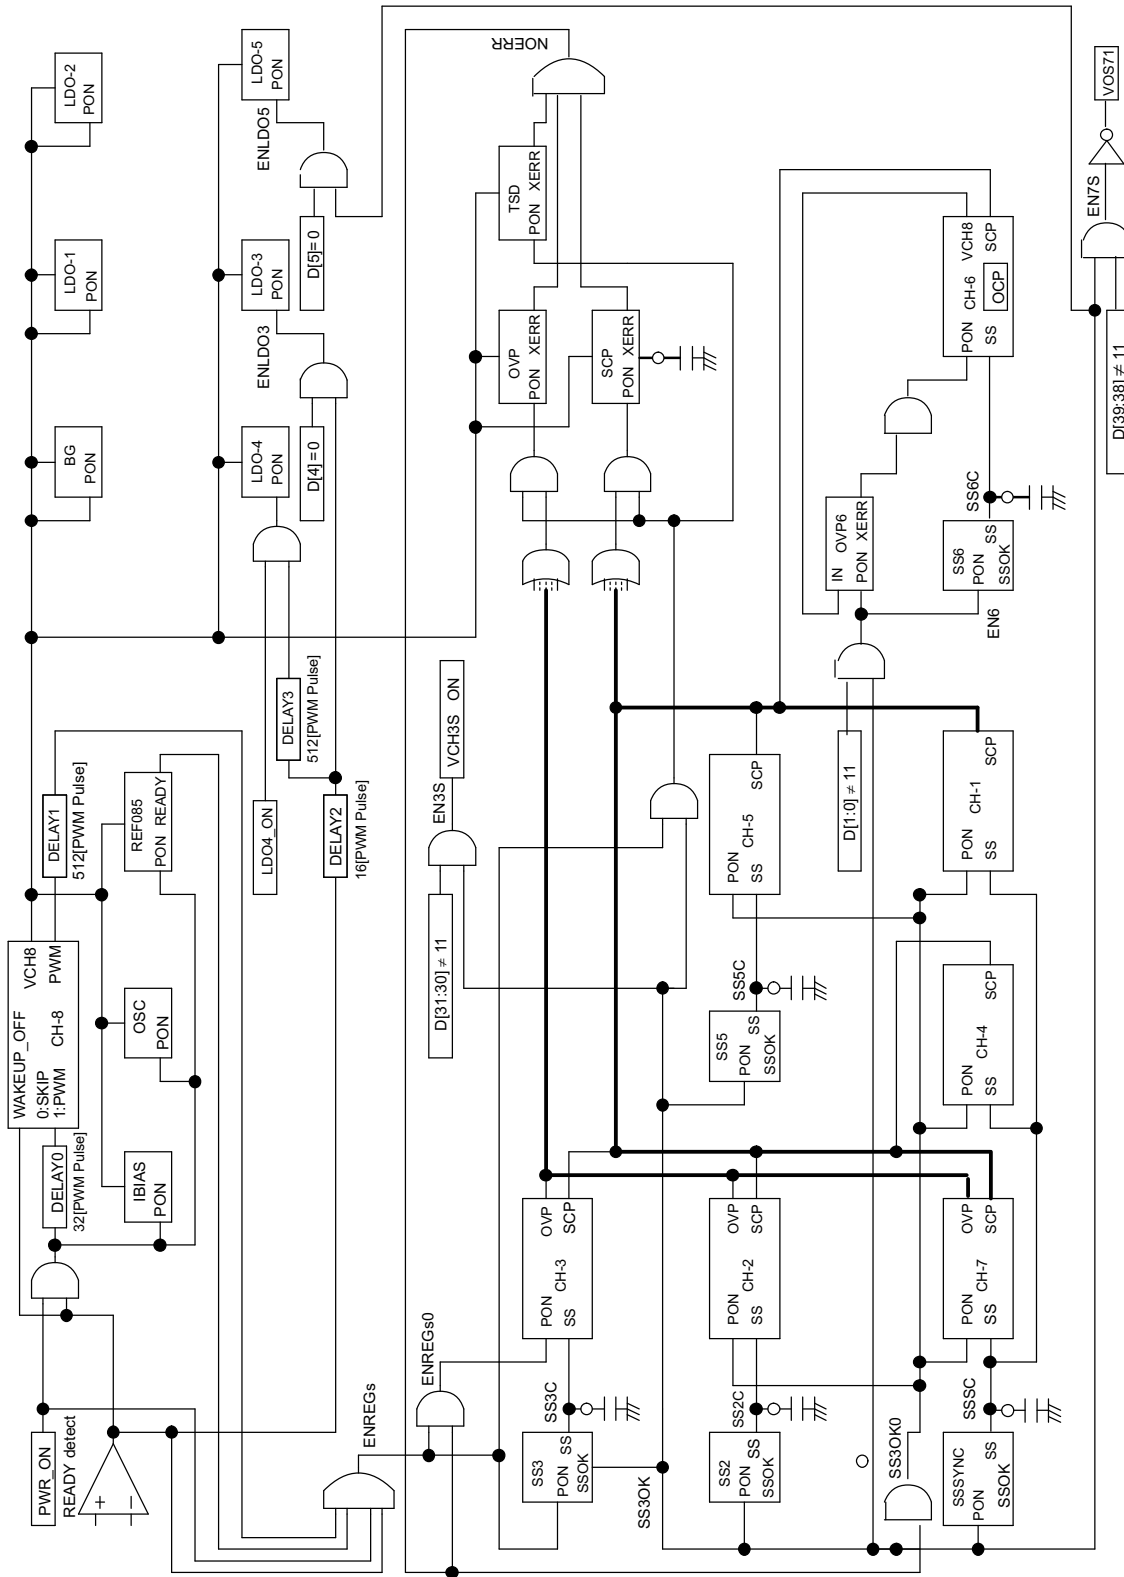 PWR_ON
READY detect
WAKEUP_OFF VCH8
0:SKIP
1:PWM CH-8 PWM
DELAY0
32[PWM Pulse]
DELAY1
512[PWM Pulse]
BG
PON
LDO-1
PON
LDO-2
PON
IBIAS
PON
OSC
PON
REF085
PON READY
LDO4_ON
DELAY3
512[PWM Pulse]
DELAY2
16[PWM Pulse]
LDO-4
PON
D[4] = 0
ENLDO3
LDO-3
PON
D[5]= 0
ENLDO5
LDO-5
PON
ENREGs
ENREGs0
D[31:30] ≠ 11
EN3S
VCH3S ON
OVP
PON XERR
TSD
PON XERR
NOERR
SCP
PON XERR
SS3
PON SS
SSOK
SS3C
PON OVP
CH-3
SS SCP
SS3OK
SS2
PON SS
SSOK
SS2C
PON OVP
CH-2
SS SCP
SS5
PON SS
SSOK
SS5C
PON SCP
CH-5
SS
D[1:0] ≠ 11
IN OVP6
PON XERR
EN6
SS6
PON SS
SSOK
SS6C
PON CH-6 VCH8
SS OCP SCP
SS3OK0
SSSYNC
PON SS
SSOK
SSSC
PON OVP
CH-7
SS SCP
PON
CH-4
SS SCP
PON
CH-1
SS SCP
D[39:38] ≠ 11
EN7S
VOS71